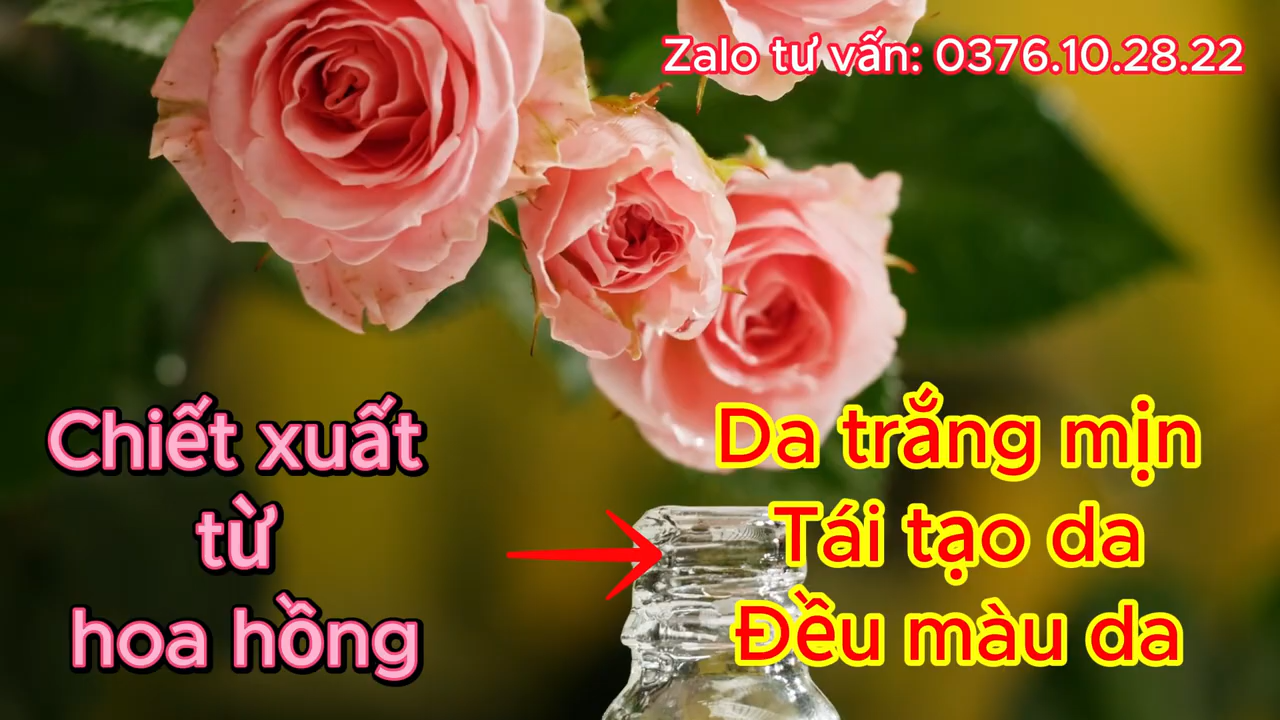 Zalo tư vấn: 0376.10.28.22
Chiết xuất
từ
hoa hồng
Da trắng mịn
Tái tạo da
Đều màu da